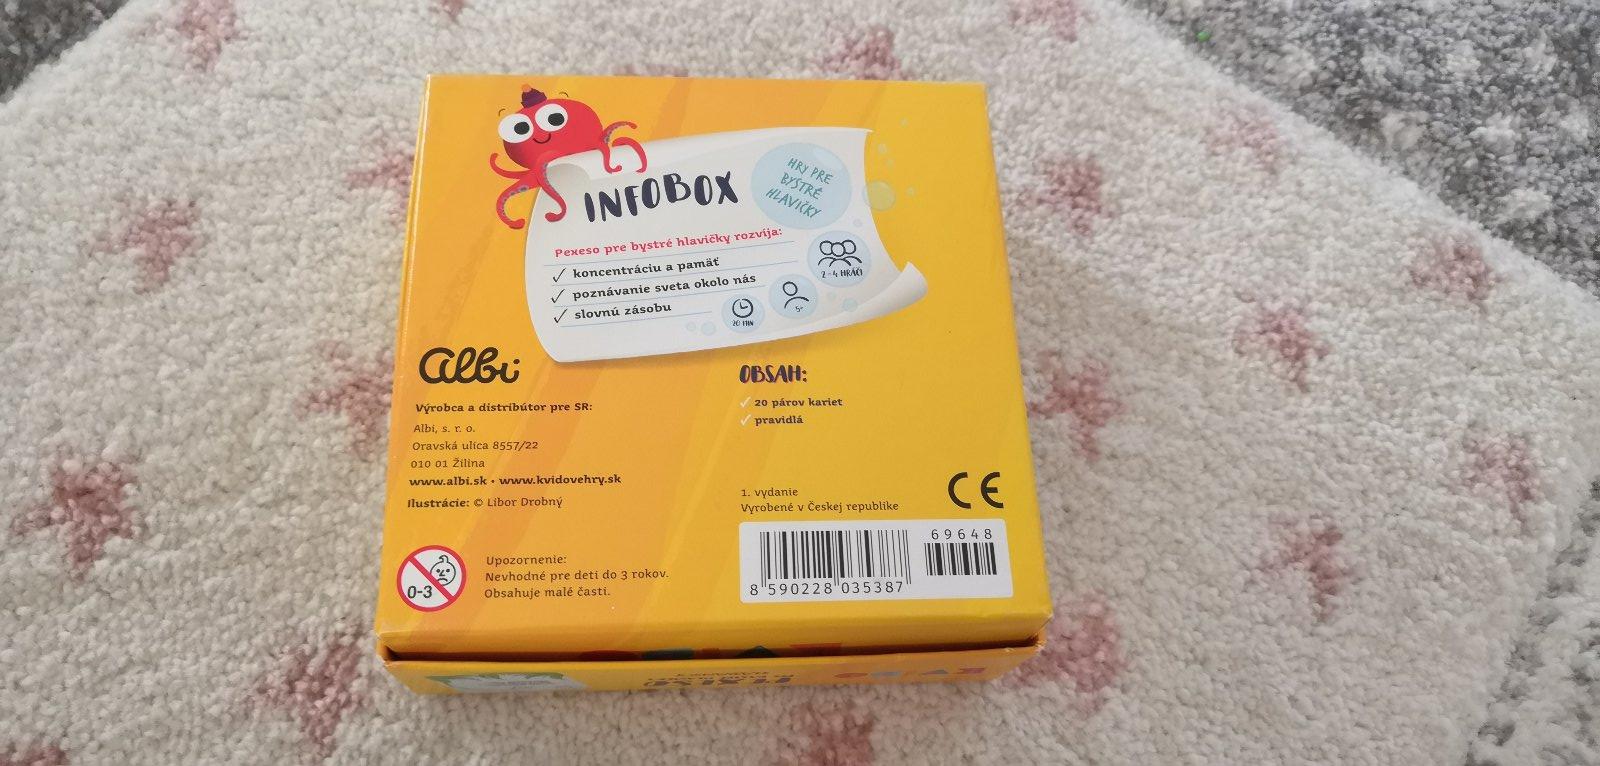 INFOBOX
HRY PRE
BYSTRÉ
HLAVIČKY
Pexeso pre bystré hlavičky rozvíja:
✓ koncentráciu a pamäť
✓ poznávanie sveta okolo nás
✓ slovnú zásobu
2-4 HRÁČI
5+
20 MIN
albi
Výrobca a distribútor pre SR:
Albi, s. r. o.
Oravská ulica 8557/22
010 01 Žilina
www.albi.sk • www.kvidovehry.sk
Ilustrácie: © Libor Drobný
OBSAH:
✓ 20 párov kariet
✓ pravidlá
1. vydanie
Vyrobené v Českej republike
CE
0-3
Upozornenie:
Nevhodné pre deti do 3 rokov.
Obsahuje malé časti.
69648
8 590228 035387